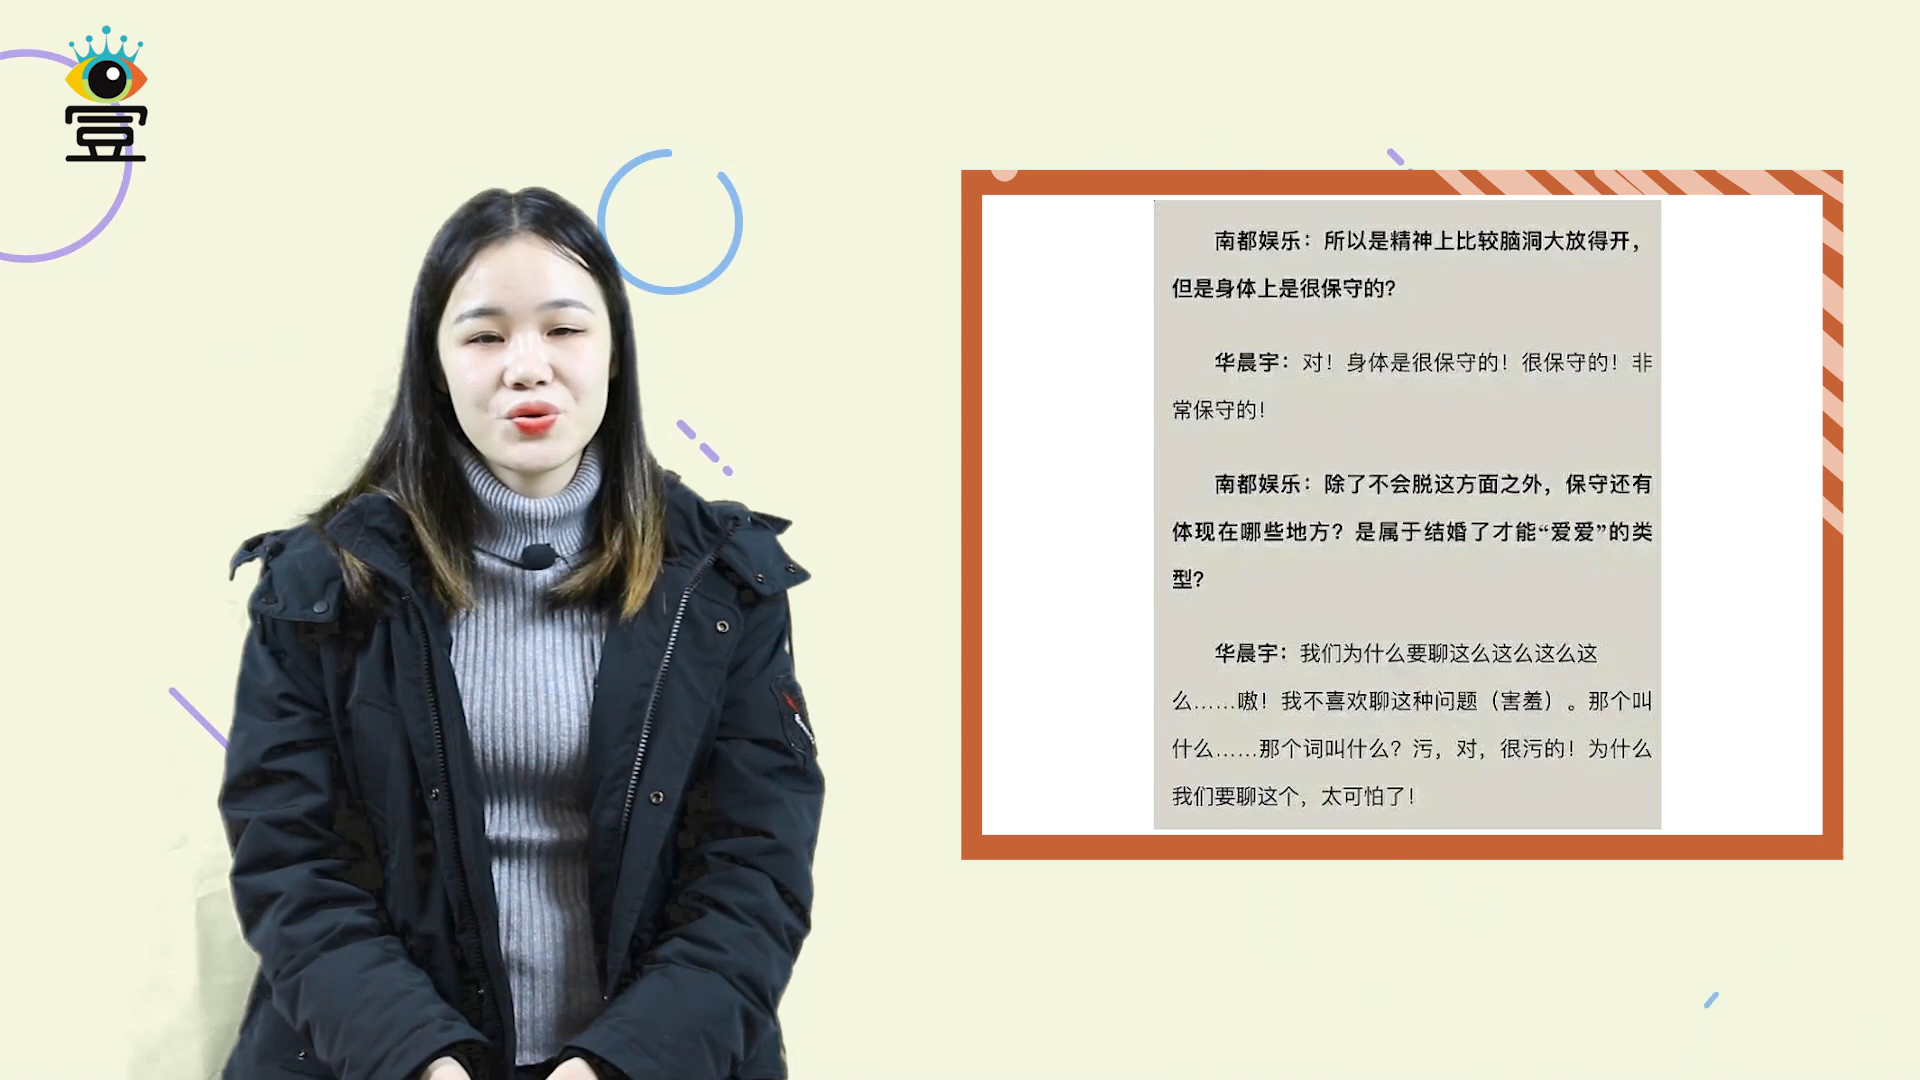 壹
南都娱乐：所以是精神上比较脑洞大放得开，
但是身体上是很保守的？
华晨宇：对！身体是很保守的！很保守的！非
常保守的！
南都娱乐：除了不会脱这方面之外，保守还有
体现在哪些地方？是属于结婚了才能“爱爱”的类
型？
华晨宇：我们为什么要聊这么这么这么这
么……嗷！我不喜欢聊这种问题（害羞）。那个叫
什么……那个词叫什么？污，对，很污的！为什么
我们要聊这个，太可怕了！